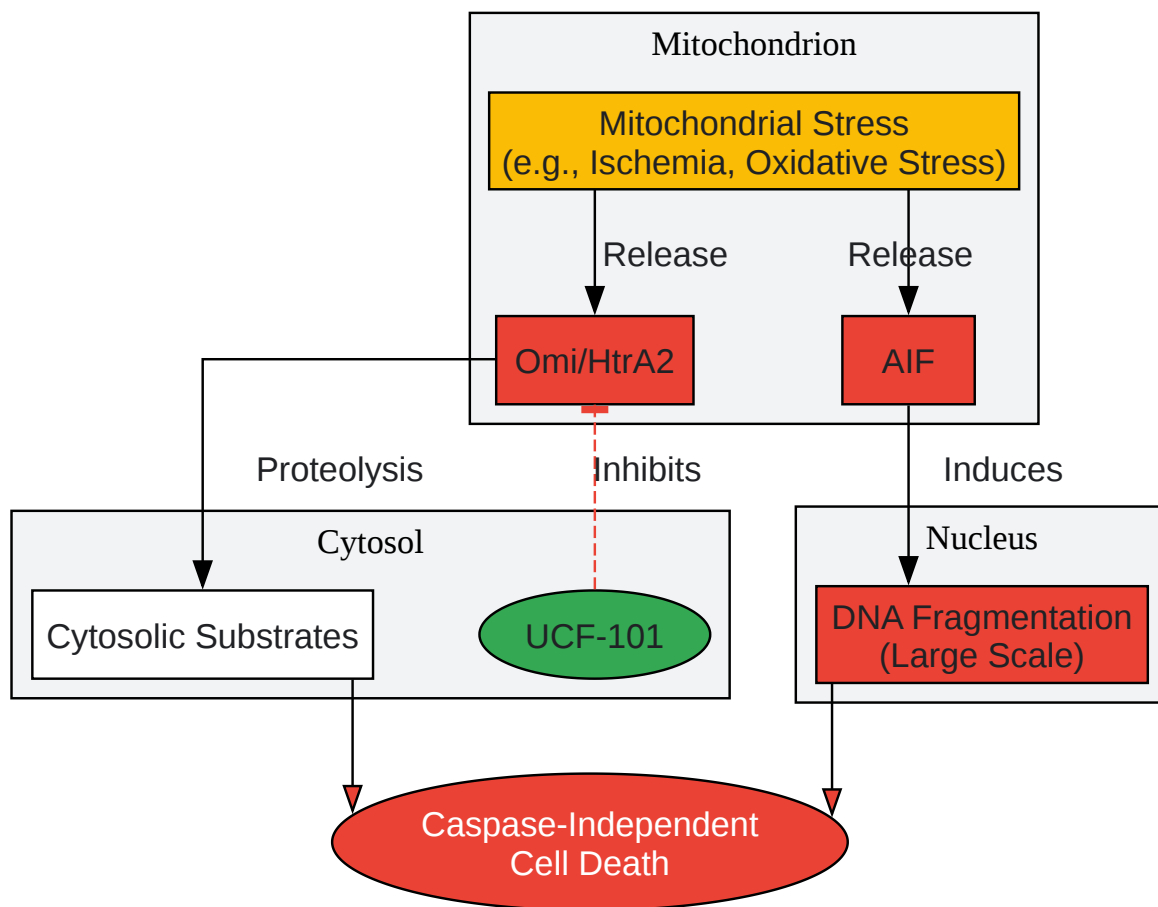 Mitochondrion
Mitochondrial Stress
(e.g., Ischemia, Oxidative Stress)
Release
Release
Omi/HtrA2
AIF
Proteolysis
Inhibits
Induces
Cytosol
Nucleus
Cytosolic Substrates
UCF-101
DNA Fragmentation
(Large Scale)
Caspase-Independent
Cell Death